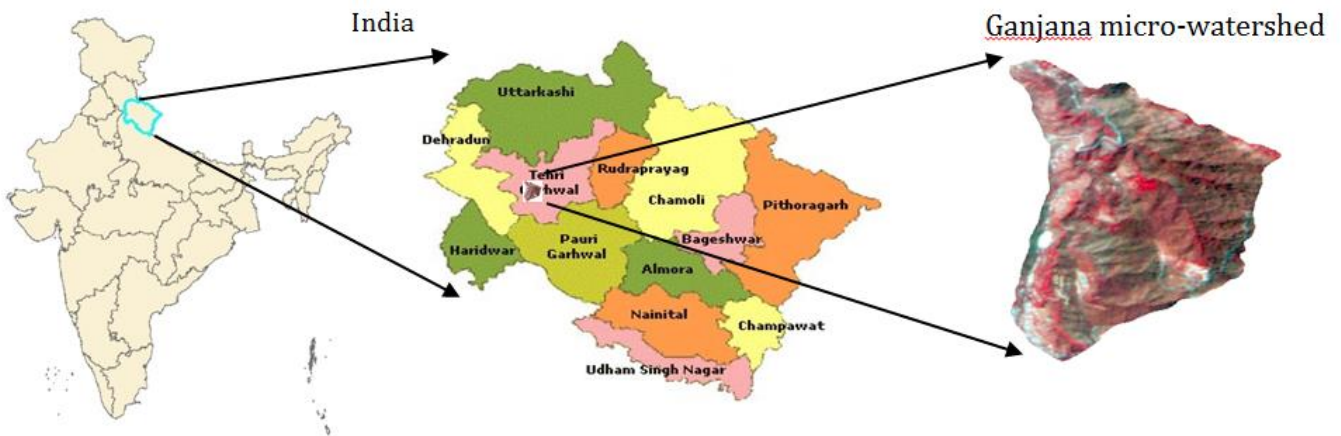 India
Ganjana micro-watershed
Uttarkashi
Dehradun
Tehri
Rudraprayag
Chamoli
Pithoragarh
Haridwar
Pauri
Garhwal
Bageshwar
Almora
Nainital
Champawat
Udham Singh Nagar